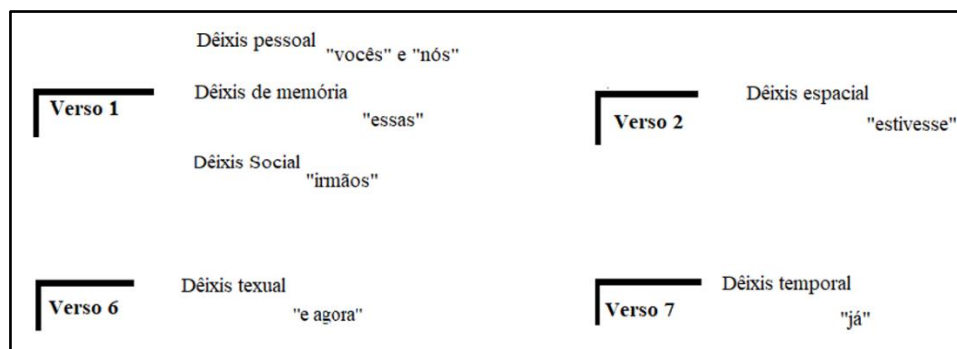 Dêixis pessoal
"vocês" e "nós"
Verso 1
Dêixis de memória
"essas"
Dêixis Social
"irmãos"
Verso 2
Dêixis espacial
"estivesse"
Verso 6
Dêixis texual
"e agora"
Verso 7
Dêixis temporal
"já"